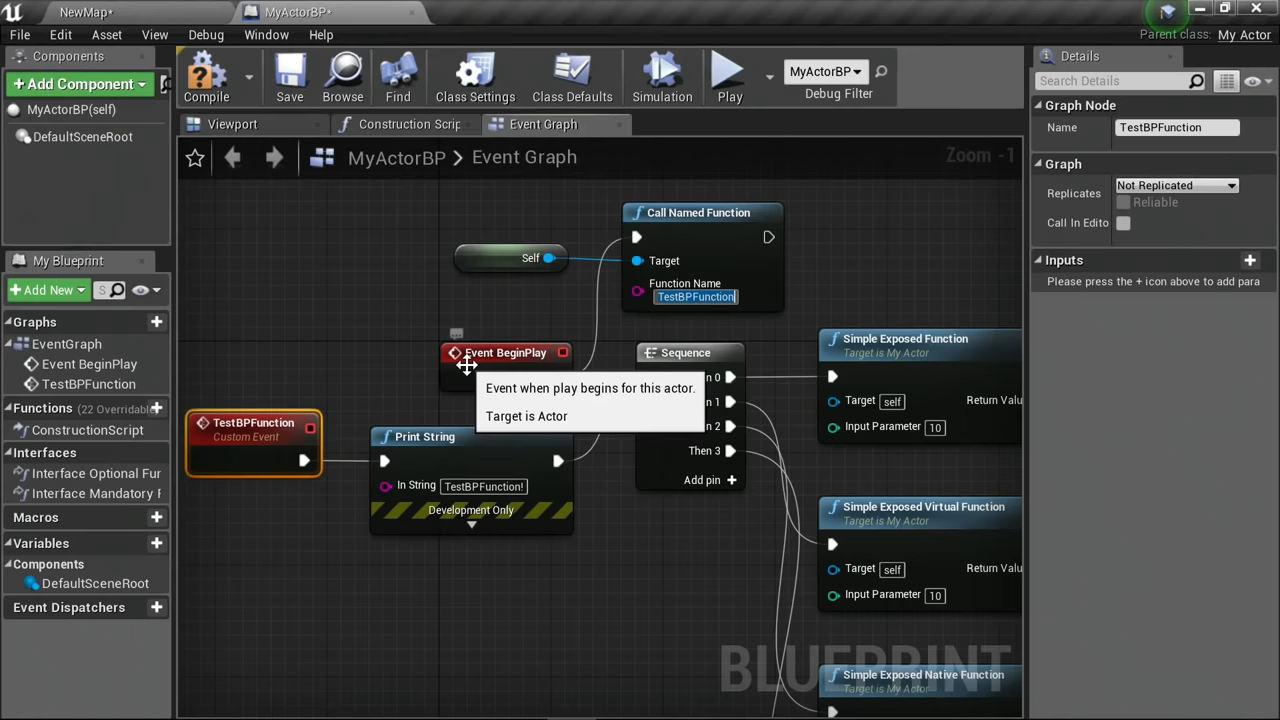 NewMap*
MyActorBP*
File Edit Asset View Debug Window Help
Parent class: My Actor
Components
+ Add Component
MyActorBP(self)
DefaultSceneRoot
Compile
Save
Browse
Find
Class Settings
Class Defaults
Simulation
Play
MyActorBP
Debug Filter
Viewport
Construction Scrip
Event Graph
MyActorBP > Event Graph
Zoom -1
My Blueprint
+ Add New
S
Graphs
EventGraph
Event BeginPlay
TestBPFunction
Functions (22 Overridabl
ConstructionScript
Interfaces
Interface Optional Fur
Interface Mandatory F
Macros
Variables
Components
DefaultSceneRoot
Event Dispatchers
Call Named Function
Self
Target
Function Name
TestBPFunction
Event BeginPlay
Event when play begins for this actor.
Target is Actor
TestBPFunction
Custom Event
Print String
In String TestBPFunction!
Development Only
Sequence
n 0
n 1
n 2
Then 3
Add pin +
Simple Exposed Function
Target is My Actor
Target self
Return Valu
Input Parameter 10
Simple Exposed Virtual Function
Target is My Actor
Target self
Return Valu
Input Parameter 10
Simple Exposed Native Function
Target is My Actor
BLUEPRINT
Details
Search Details
Graph Node
Name TestBPFunction
Graph
Replicates Not Replicated
Reliable
Call In Edito
Inputs
Please press the + icon above to add para